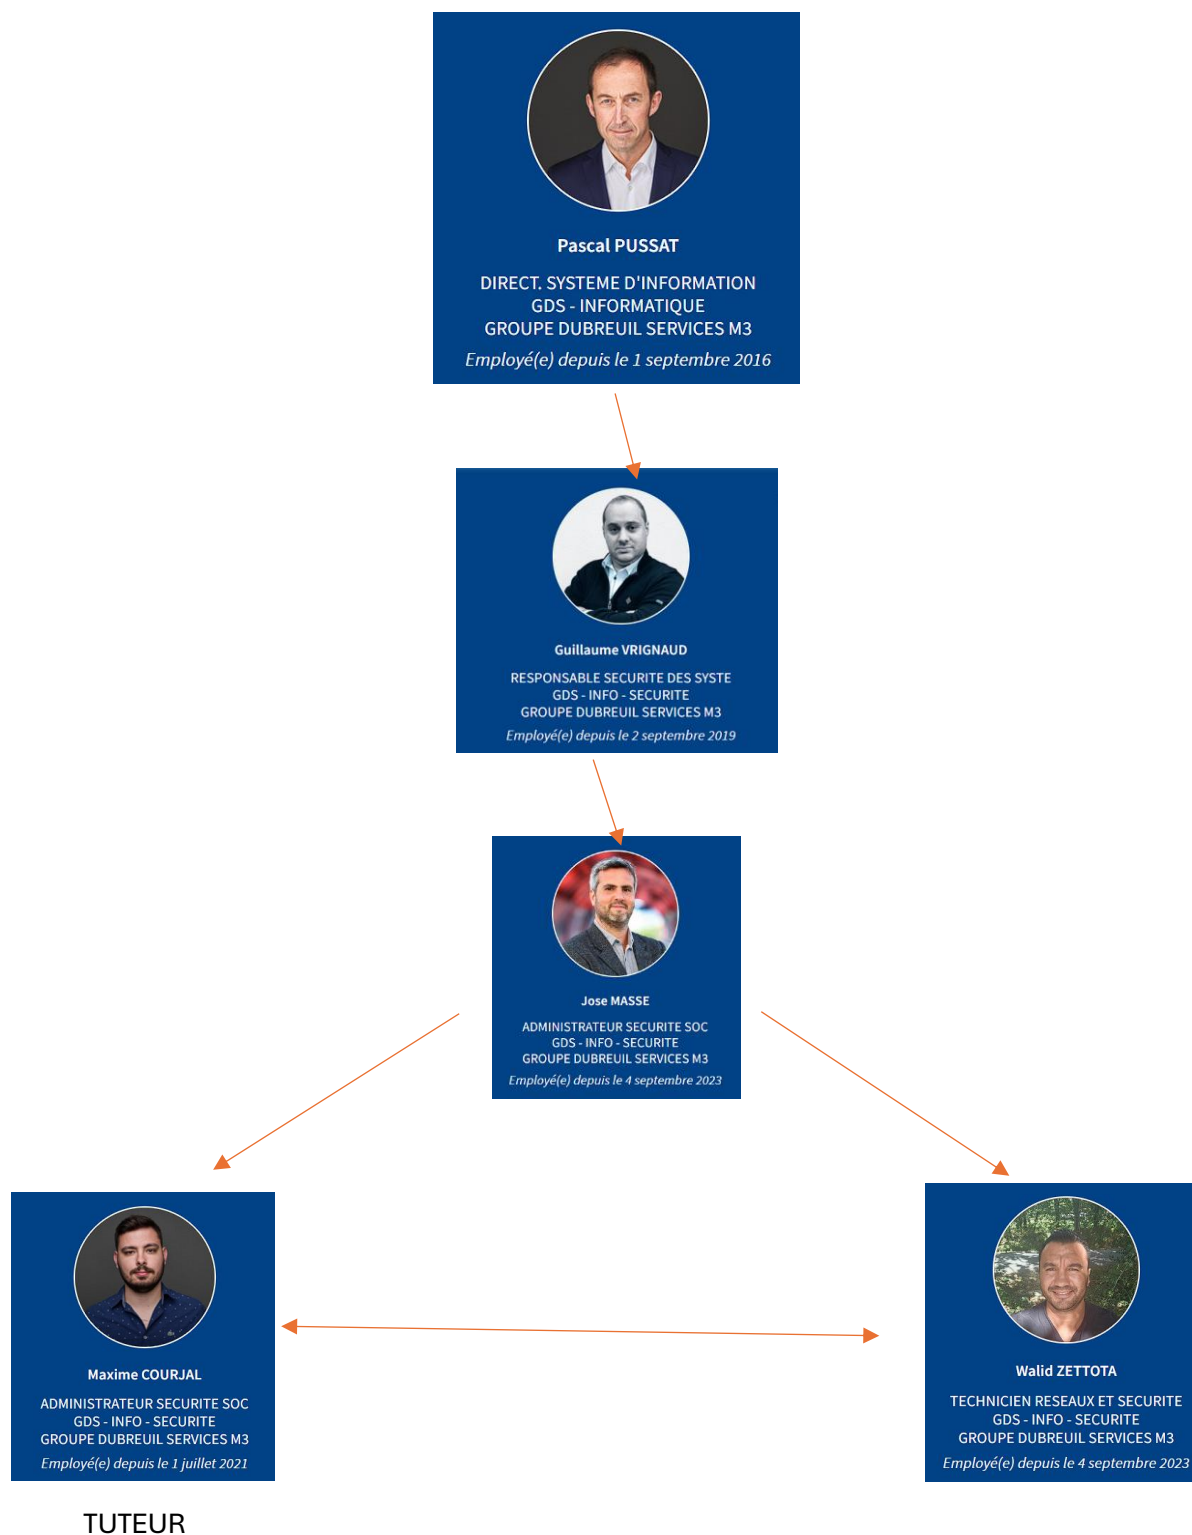 Pascal PUSSAT
DIRECT. SYSTEME D'INFORMATION
GDS - INFORMATIQUE
GROUPE DUBREUIL SERVICES M3
Employé(e) depuis le 1 septembre 2016
Guillaume VRIGNAUD
RESPONSABLE SECURITE DES SYSTE
GDS - INFO - SECURITE
GROUPE DUBREUIL SERVICES M3
Employé(e) depuis le 2 septembre 2019
Jose MASSE
ADMINISTRATEUR SECURITE SOC
GDS - INFO - SECURITE
GROUPE DUBREUIL SERVICES M3
Employé(e) depuis le 4 septembre 2023
Maxime COURJAL
ADMINISTRATEUR SECURITE SOC
GDS - INFO - SECURITE
GROUPE DUBREUIL SERVICES M3
Employé(e) depuis le 1 juillet 2021
Walid ZETTOTA
TECHNICIEN RESEAUX ET SECURITE
GDS - INFO - SECURITE
GROUPE DUBREUIL SERVICES M3
Employé(e) depuis le 4 septembre 2023
TUTEUR